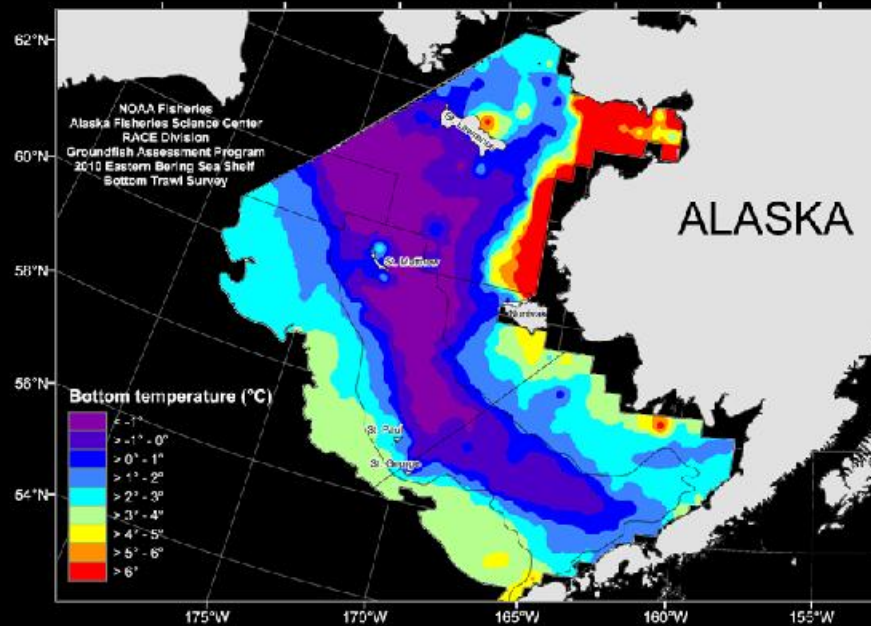 62°N
60°N
58°N
56°N
54°N
NOAA Fisheries
Alaska Fisheries Science Center
RACE Division
Groundfish Assessment Program
2010 Eastern Bering Sea Shelf
Bottom Trawl Survey
St. Lawrence
ALASKA
St. Matthew
Nunivak
St. Paul
St. George
Bottom temperature (°C)
< -1°
> -1° - 0°
> 0° - 1°
> 1° - 2°
> 2° - 3°
> 3° - 4°
> 4° - 5°
> 5° - 6°
> 6°
175°W
170°W
165°W
160°W
155°W